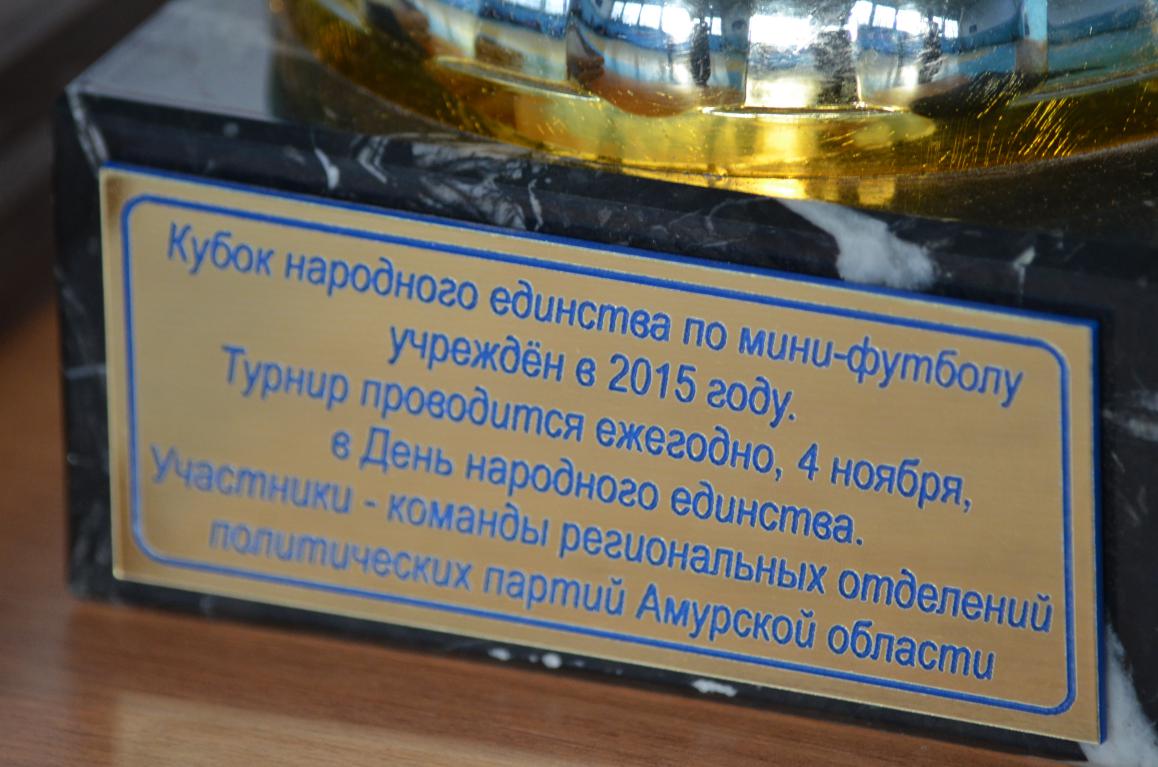 Кубок народного единства по мини-футболу
учреждён в 2015 году.
Турнир проводится ежегодно, 4 ноября,
в День народного единства.
Участники - команды региональных отделений
политических партий Амурской области